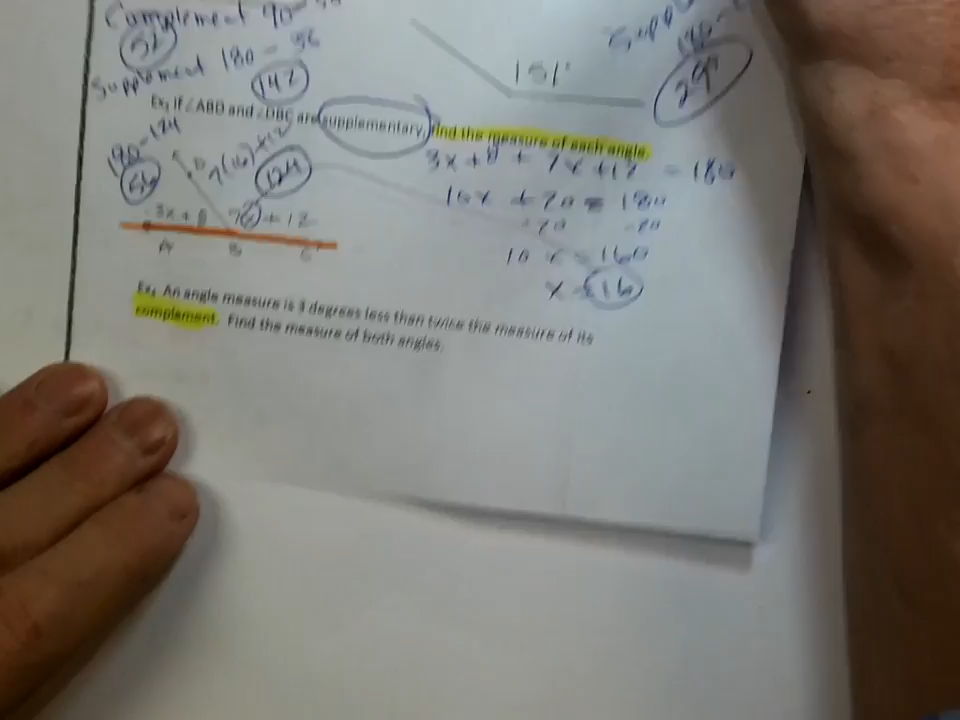 Complement 90-
Supplement 180 -
151°
180-
29°
Ex, If ∠ABD and ∠DBC are supplementary, find the measure of each angle.
180-124
56
D
7(16)+12
124
3x+8 + 7x+12 = 180
10x + 20 = 180
-20 -20
10x = 160
x = 16
3x + 8 7x + 12
A B C
Ex, An angle measure is 3 degrees less than twice the measure of its
complement. Find the measure of both angles.